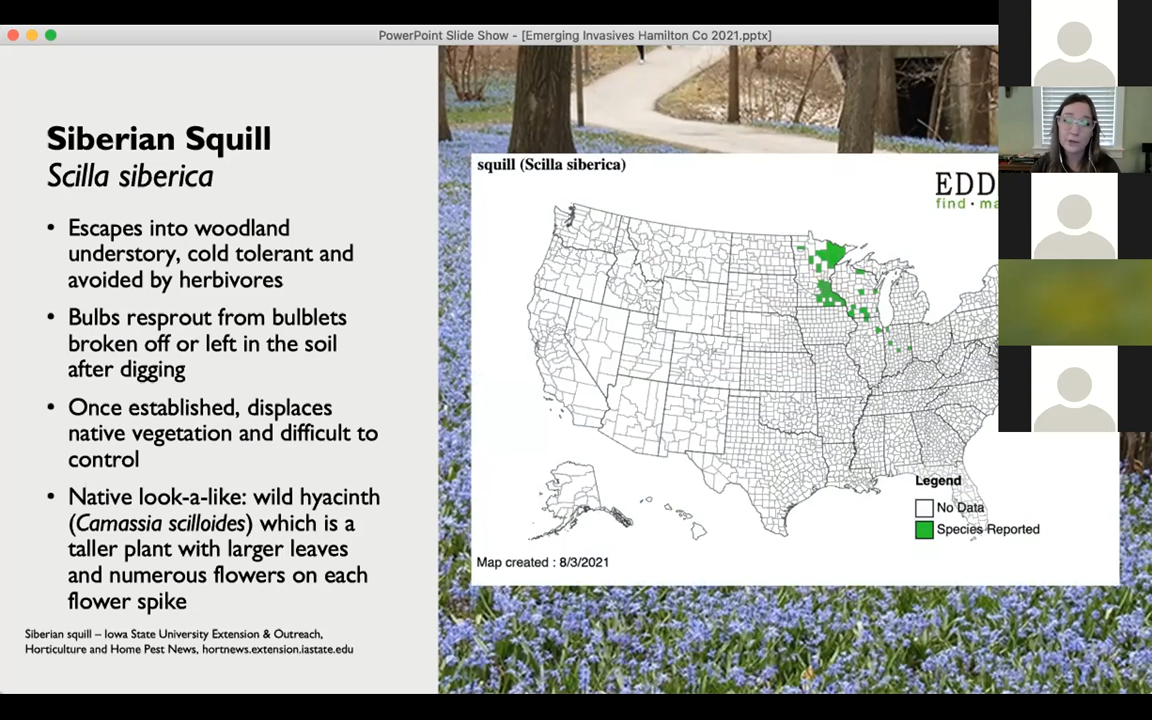 PowerPoint Slide Show - [Emerging Invasives Hamilton Co 2021.pptx]
Siberian Squill
Scilla siberica
• Escapes into woodland
understory, cold tolerant and
avoided by herbivores
• Bulbs resprout from bulblets
broken off or left in the soil
after digging
• Once established, displaces
native vegetation and difficult to
control
• Native look-a-like: wild hyacinth
(Camassia scilloides) which is a
taller plant with larger leaves
and numerous flowers on each
flower spike
Siberian squill – Iowa State University Extension & Outreach,
Horticulture and Home Pest News, hortnews.extension.iastate.edu
squill (Scilla siberica)
EDD
find • ma
Legend
No Data
Species Reported
Map created : 8/3/2021